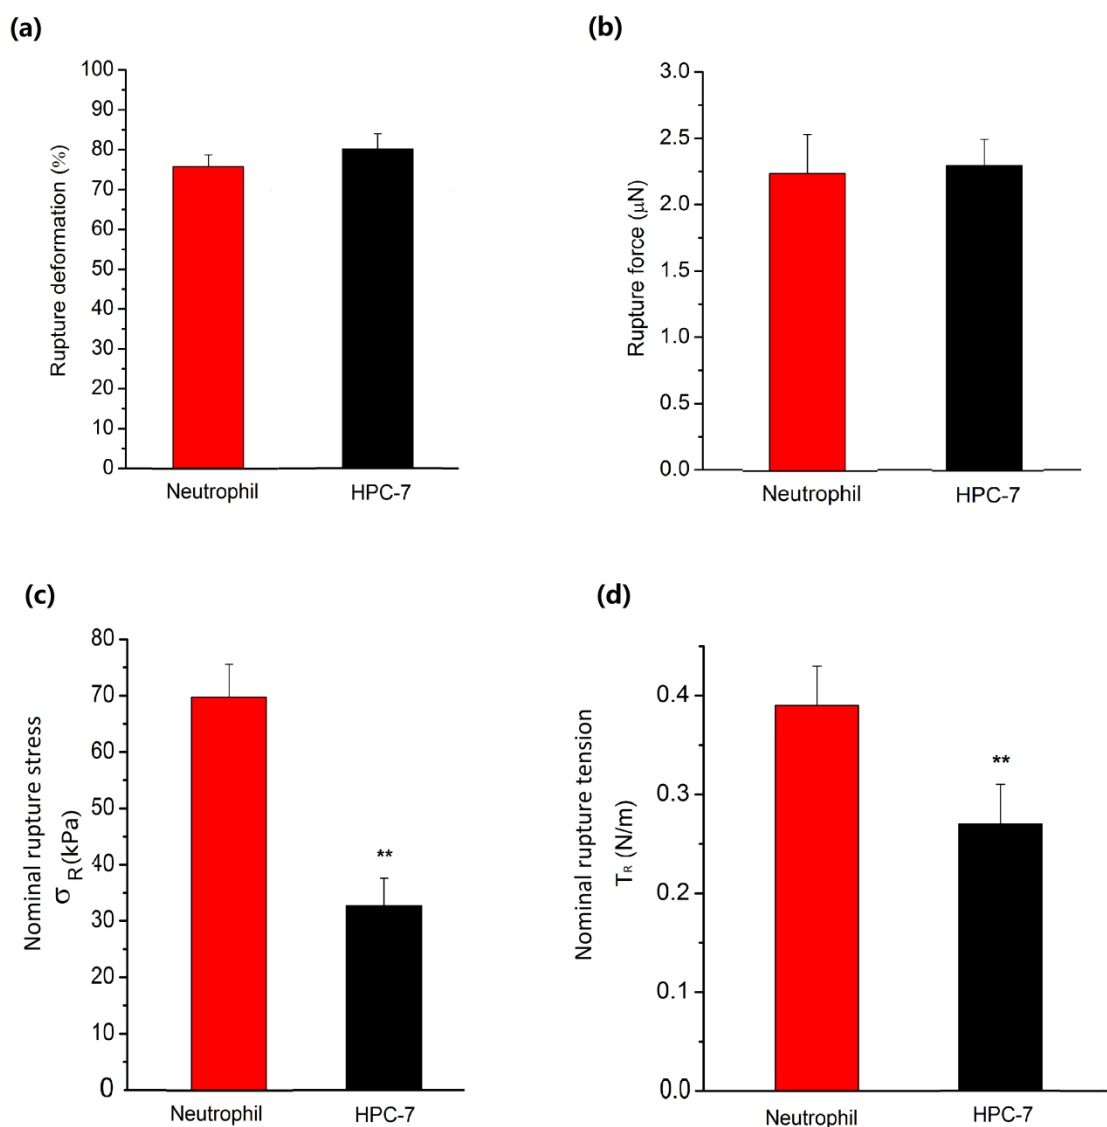 (a)
100
90
80
70
60
50
40
30
20
10
0
Rupture deformation (%)
Neutrophil
HPC-7
(b)
3.0
2.5
2.0
1.5
1.0
0.5
0.0
Rupture force (μN)
Neutrophil
HPC-7
(c)
80
70
60
50
40
30
20
10
0
Nominal rupture stress
σR(kPa)
**
Neutrophil
HPC-7
(d)
0.4
0.3
0.2
0.1
0.0
Nominal rupture tension
TR (N/m)
**
Neutrophil
HPC-7